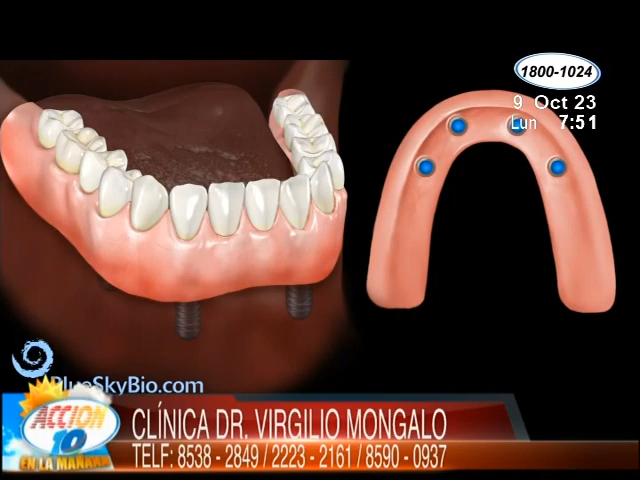 1800-1024
9 Oct 23
Lun 7:51
BlueSkyBio.com
ACCION
10
EN LA MAÑANA
CLÍNICA DR. VIRGILIO MONGALO
TELF: 8538 - 2849 / 2223 - 2161 / 8590 - 0937